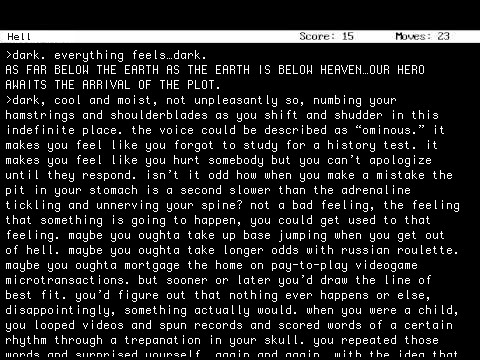 Hell Score: 15 Moves: 23
>dark. everything feels…dark.
AS FAR BELOW THE EARTH AS THE EARTH IS BELOW HEAVEN…OUR HERO
AWAITS THE ARRIVAL OF THE PLOT.
>dark, cool and moist, not unpleasantly so, numbing your
hamstrings and shoulderblades as you shift and shudder in this
indefinite place. the voice could be described as “ominous.” it
makes you feel like you forgot to study for a history test. it
makes you feel like you hurt somebody but you can’t apologize
until they respond. isn’t it odd how when you make a mistake the
pit in your stomach is a second slower than the adrenaline
tickling and unnerving your spine? not a bad feeling, the feeling
that something is going to happen, you could get used to that
feeling. maybe you oughta take up base jumping when you get out
of hell. maybe you oughta take longer odds with russian roulette.
maybe you oughta mortgage the home on pay-to-play videogame
microtransactions. but sooner or later you’d draw the line of
best fit. you’d figure out that nothing ever happens or else,
disappointingly, something actually would. when you were a child,
you looped videos and spun records and scored words of a certain
rhythm through a trepanation in your skull. you repeated those
words and surprised yourself, again and again, with the idea that